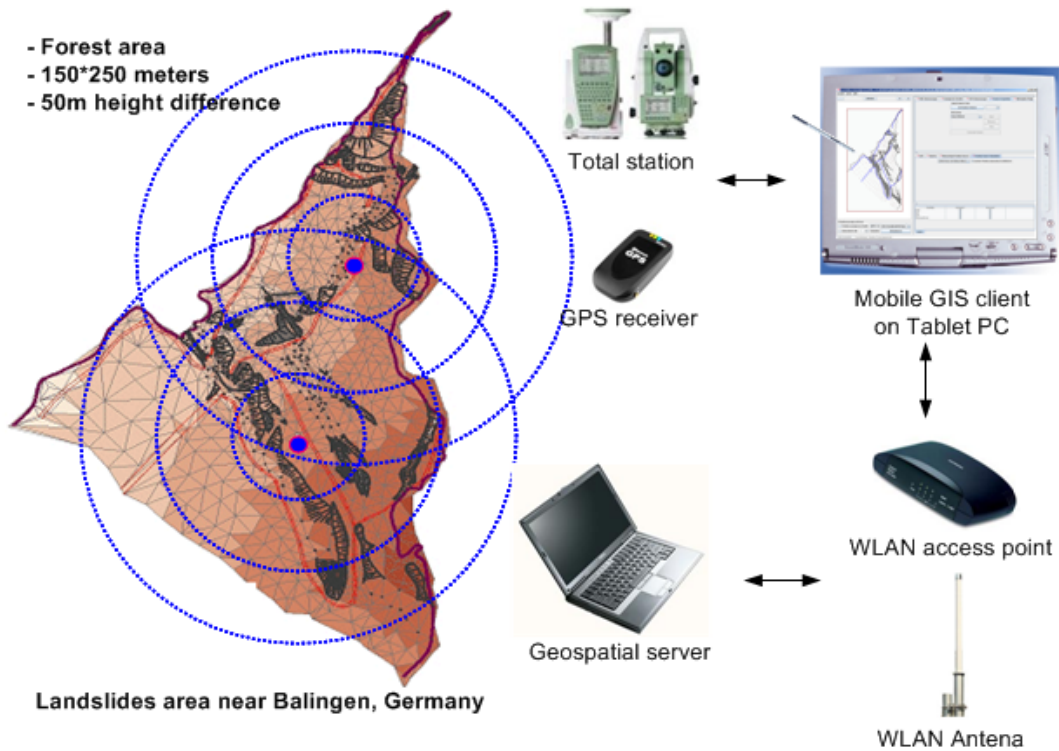 - Forest area
- 150*250 meters
- 50m height difference
Total station
GPS
GPS receiver
Mobile GIS client
on Tablet PC
WLAN access point
Geospatial server
WLAN Antena
Landslides area near Balingen, Germany